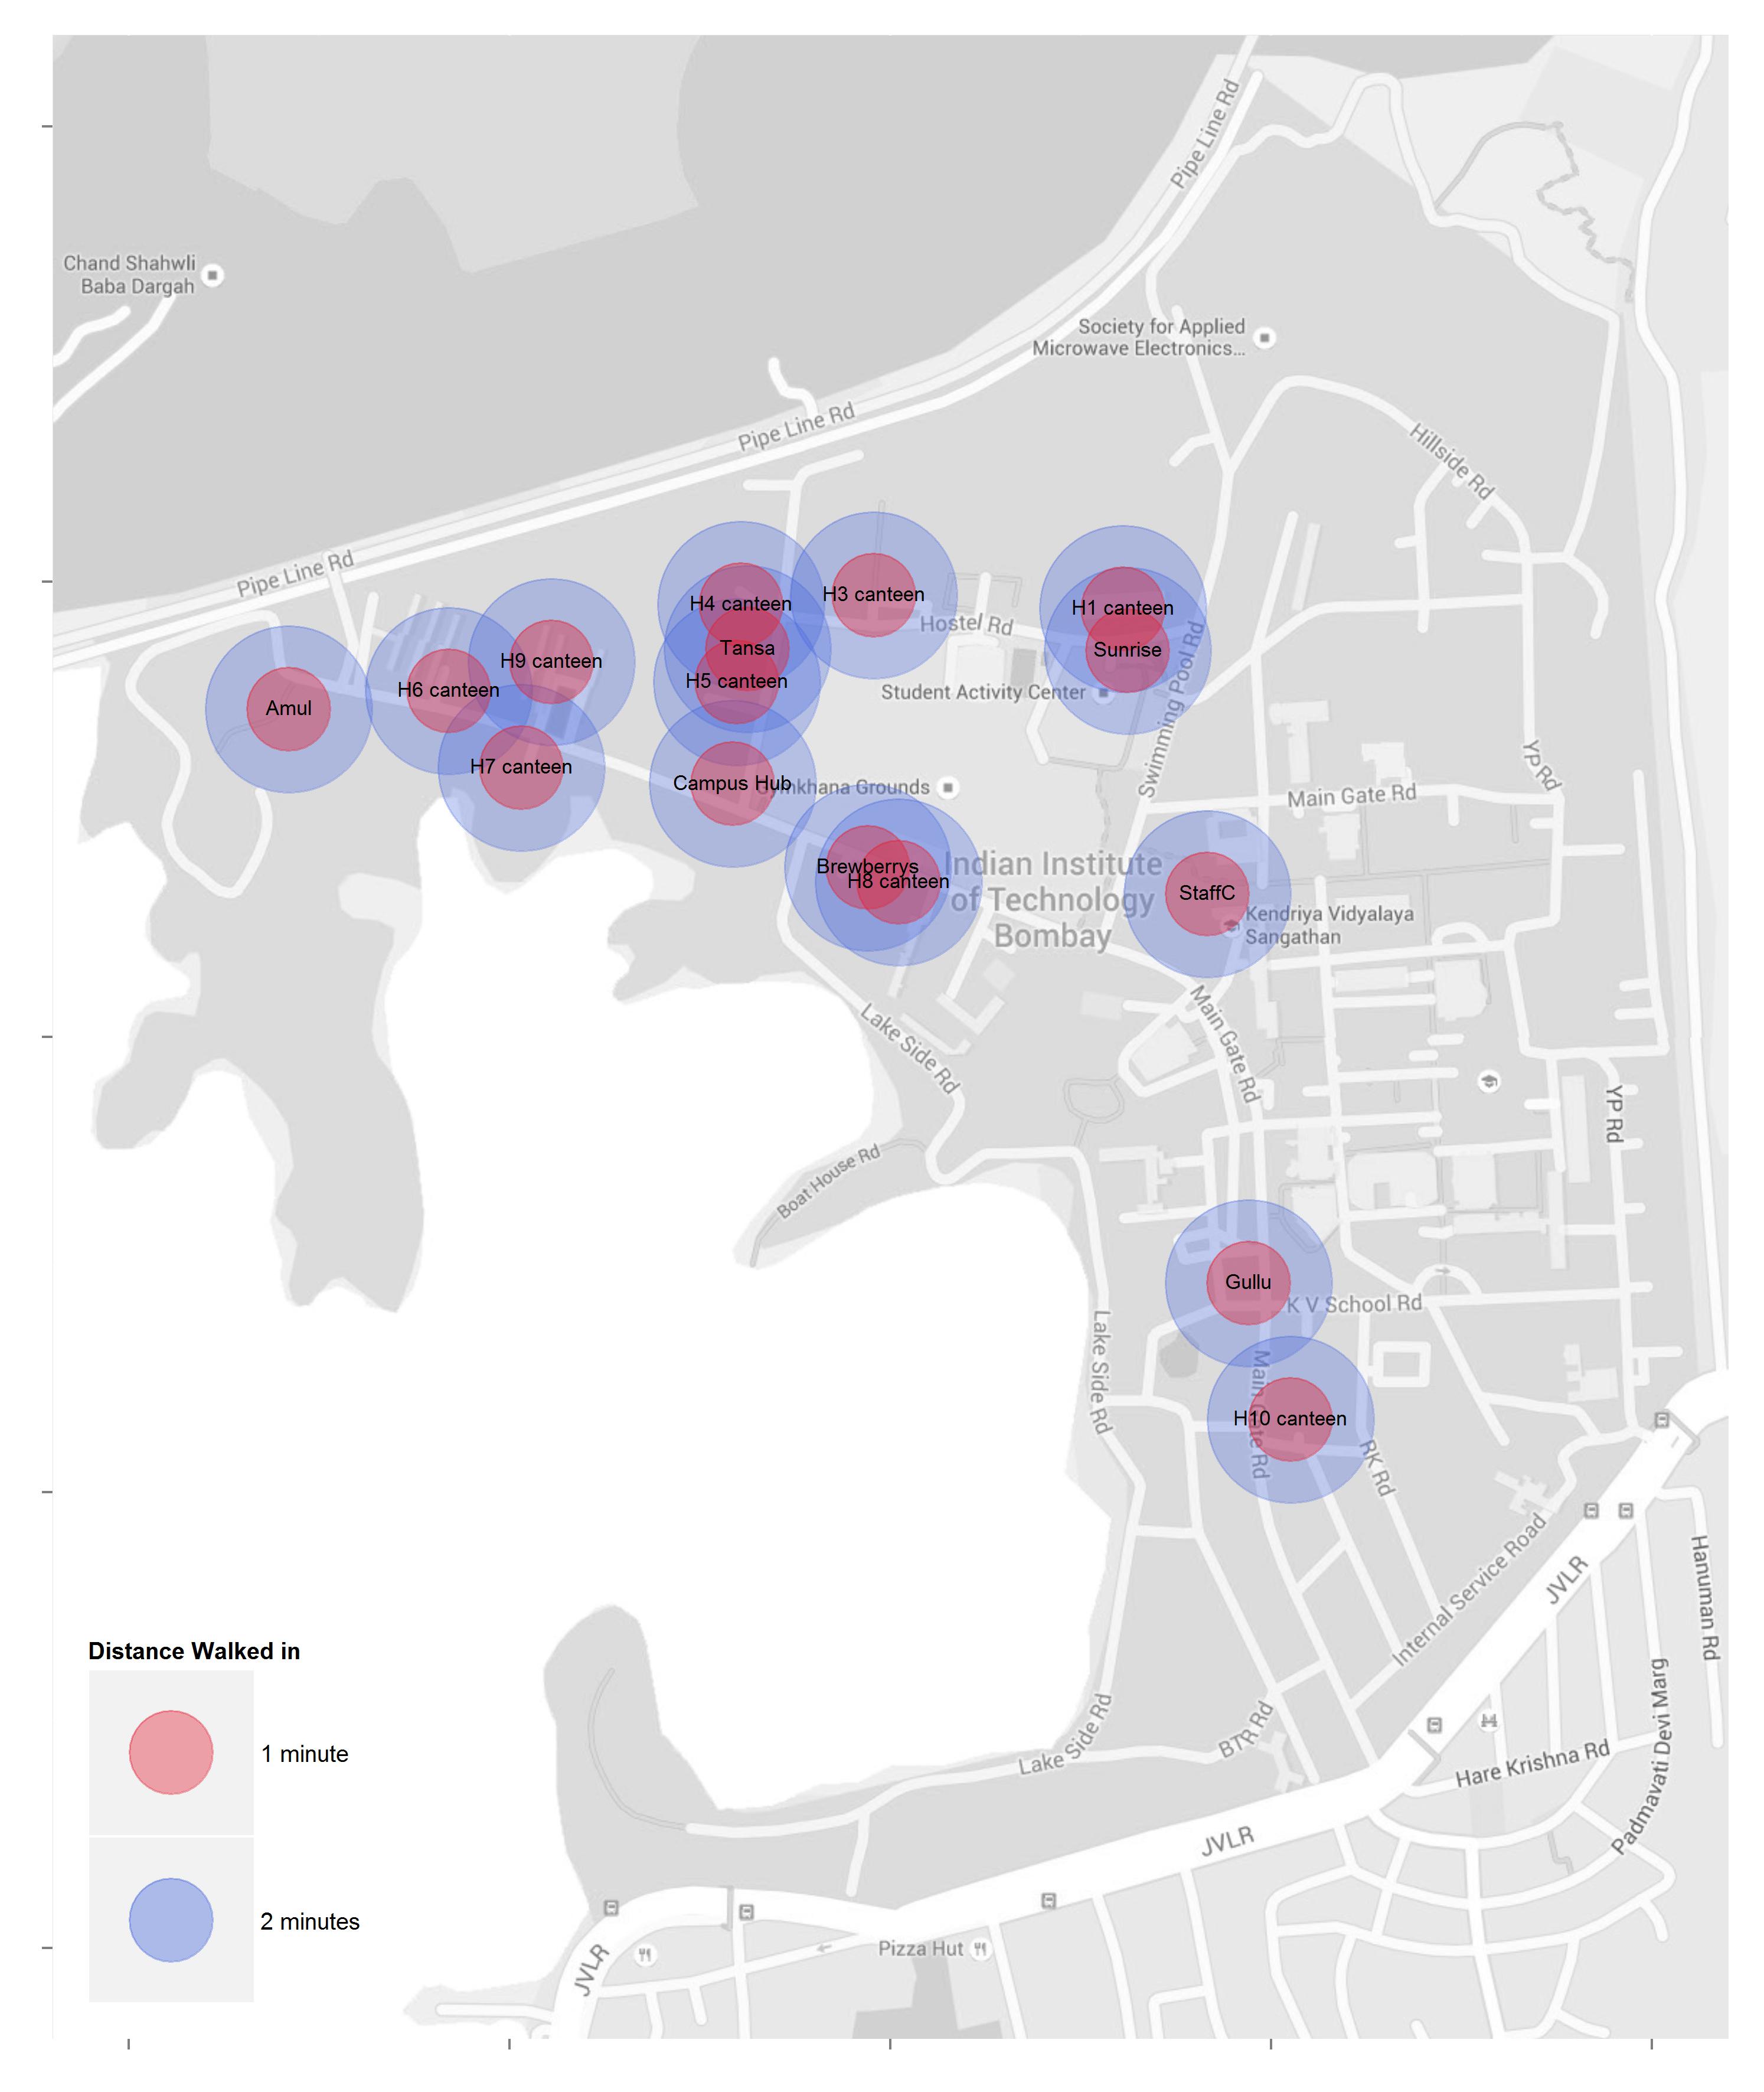 Pipe Line Rd
Chand Shahwli
Baba Dargah
Society for Applied
Microwave Electronics...
Pipe Line Rd
Hillside Rd
Pipe Line Rd
H4 canteen
H3 canteen
H1 canteen
Hostel Rd
Tansa
Sunrise
H9 canteen
H5 canteen
H6 canteen
Student Activity Center
Swimming Pool Rd
Amul
H7 canteen
Campus Hub
Gymkhana Grounds
Main Gate Rd
YP Rd
Brewberrys
H8 canteen
Indian Institute
of Technology
Bombay
StaffC
Kendriya Vidyalaya
Sangathan
Lake Side Rd
Main Gate Rd
YP Rd
Boat House Rd
Gullu
K V School Rd
Lake Side Rd
Main Gate Rd
H10 canteen
RK Rd
Internal Service Road
JVLR
Hanuman Rd
Distance Walked in
1 minute
2 minutes
Lake Side Rd
BTR Rd
Hare Krishna Rd
Padmavati Devi Marg
JVLR
JVLR
Pizza Hut